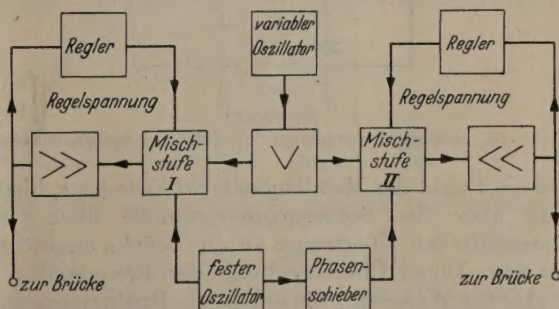 variabler
Oszillator
Regler
Regler
Regelspannung
Regelspannung
Misch-
stufe
I
Misch-
stufe
II
fester
Oszillator
Phasen-
schieber
zur Brücke
zur Brücke